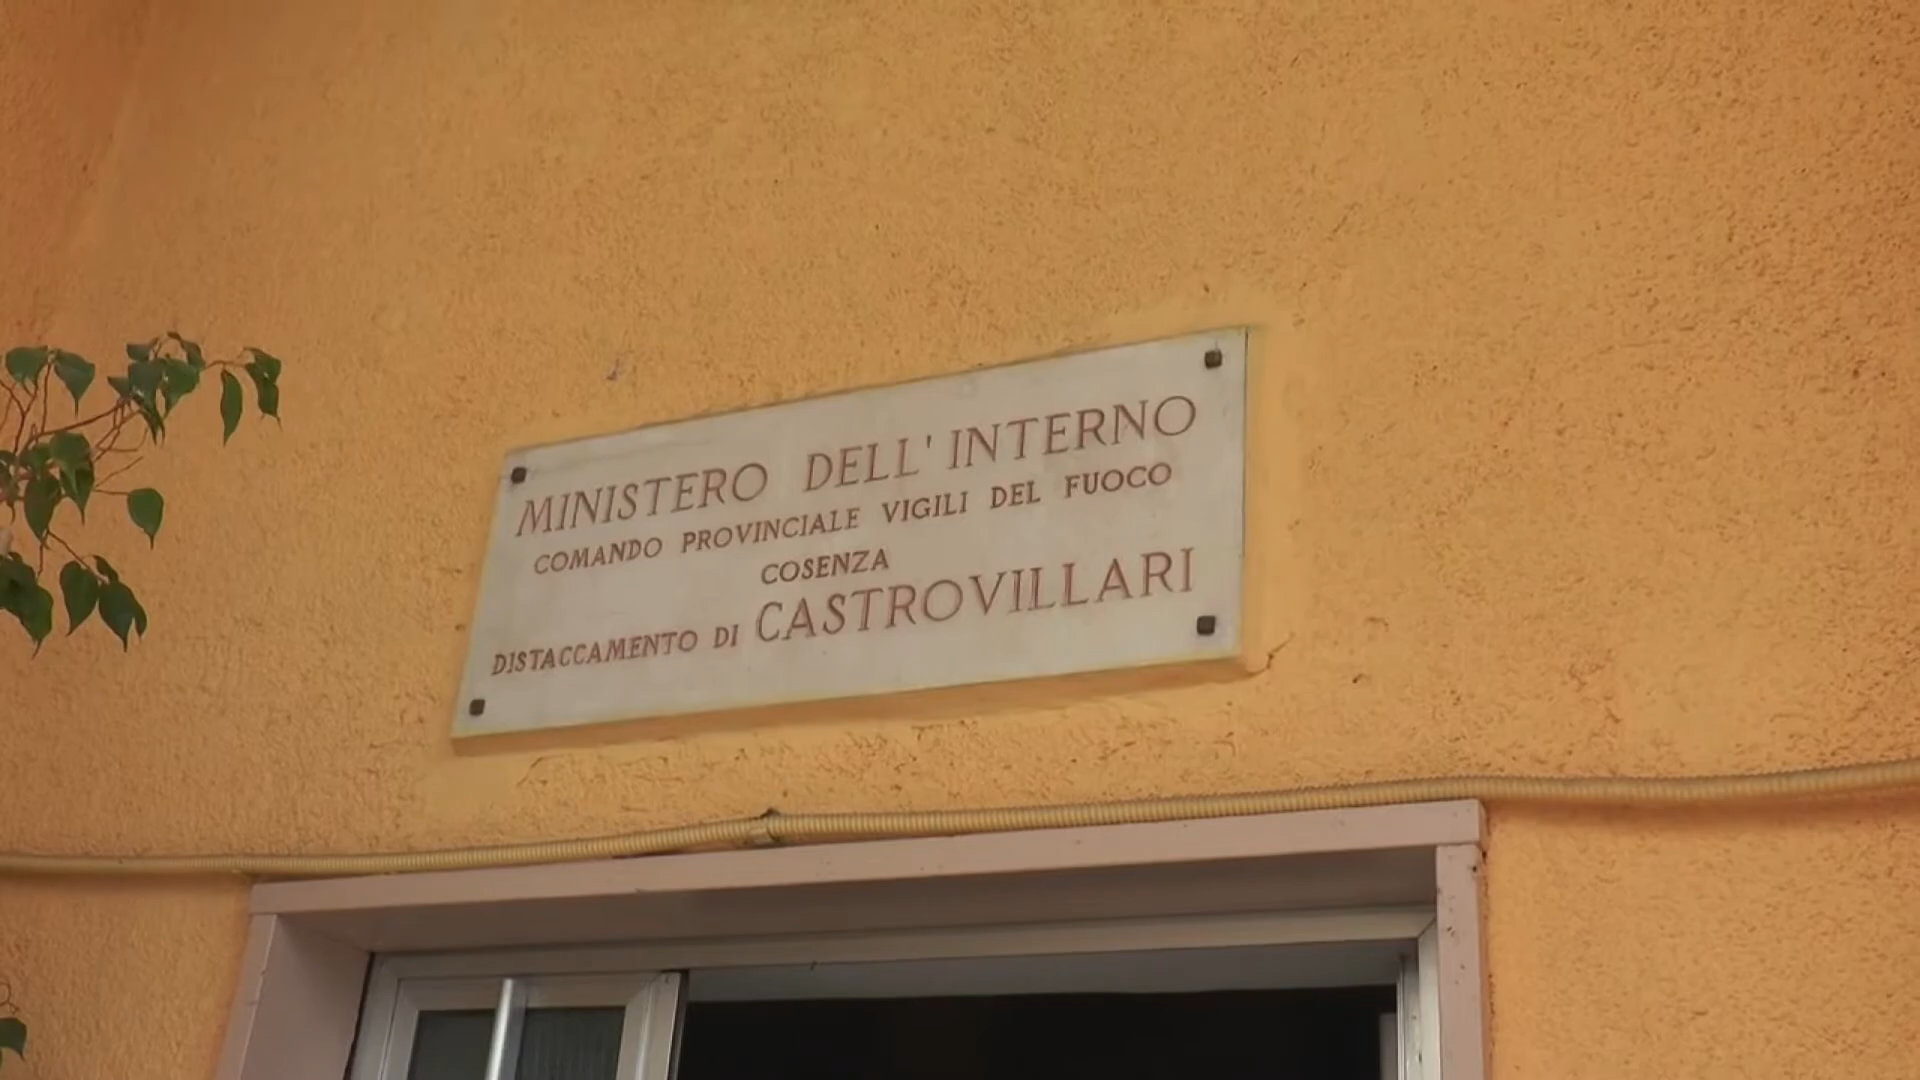 MINISTERO DELL'INTERNO
COMANDO PROVINCIALE VIGILI DEL FUOCO
COSENZA
DISTACCAMENTO DI CASTROVILLARI